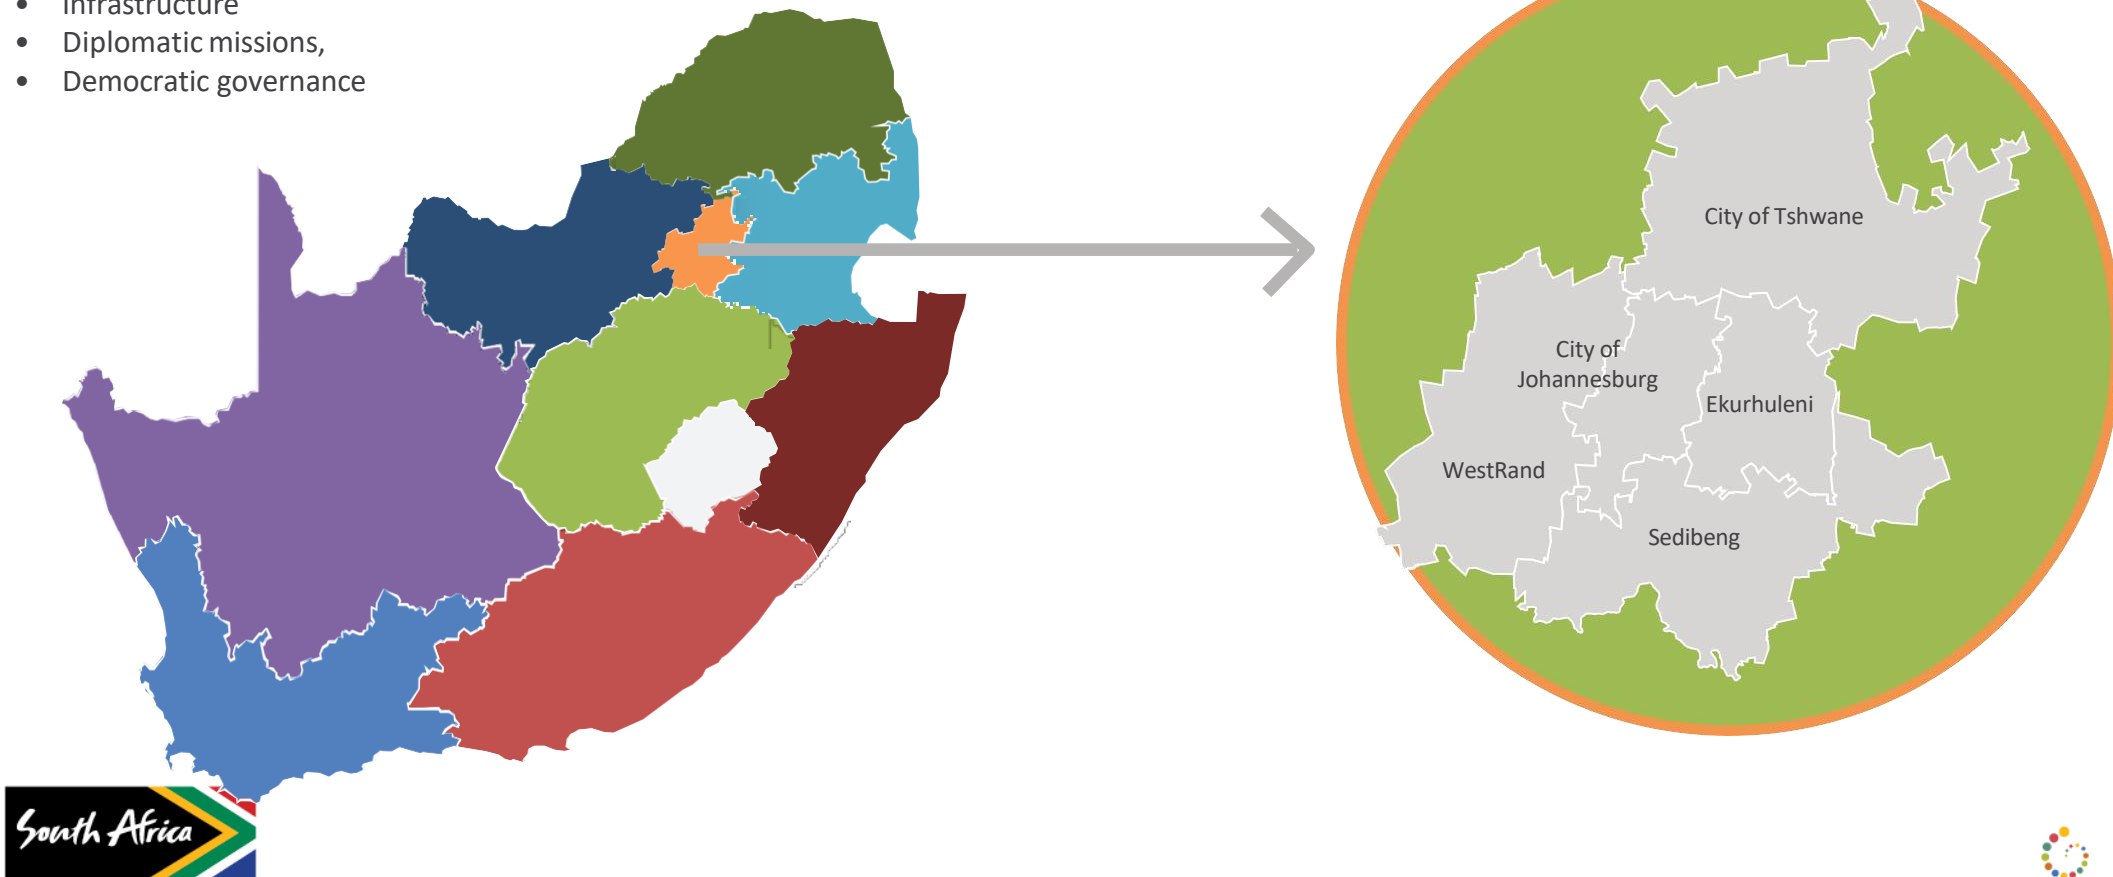 Infrastructure
Diplomatic missions,
Democratic governance
City of Tshwane
City of
Johannesburg
Ekurhuleni
WestRand
Sedibeng
South Africa